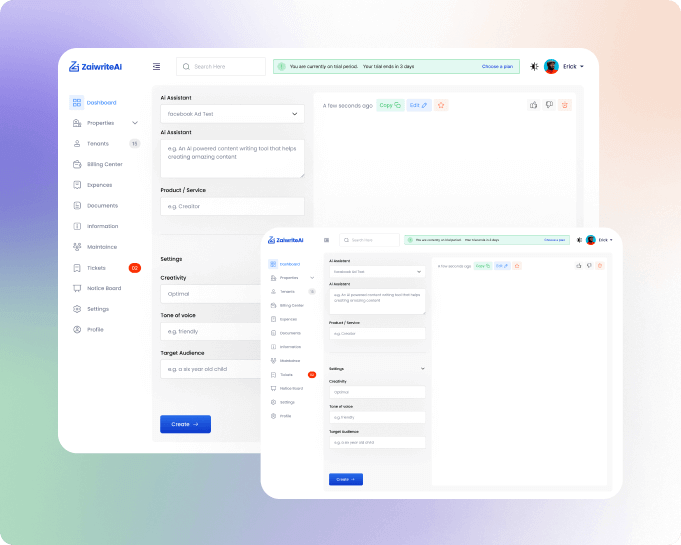 ZaiwriteAi
Search Here
You are currently on trial period. Your trial ends in 3 days
Choose a plan
Erick
Dashboard
Properties
Tenants
15
Billing Center
Expences
Documents
Information
Maintaince
Tickets
02
Notice Board
Settings
Profile
Ai Assistant
facebook Ad Text
Ai Assistant
e.g. An AI powered content writing tool that helps
creating amazing content
Product / Service
e.g. Creaitor
Settings
Creativity
Optimal
Tone of voice
e.g. friendly
Target Audience
e.g. a six year old child
Create
A few seconds ago
Copy
Edit
ZaiwriteAi
Search Here
You are currently on trial period. Your trial ends in 3 days
Choose a plan
Erick
Dashboard
Properties
Tenants
15
Billing Center
Expences
Documents
Information
Maintaince
Tickets
02
Notice Board
Settings
Profile
Ai Assistant
facebook Ad Text
Ai Assistant
e.g. An AI powered content writing tool that helps
creating amazing content
Product / Service
e.g. Creaitor
Settings
Creativity
Optimal
Tone of voice
e.g. friendly
Target Audience
e.g. a six year old child
Create
A few seconds ago
Copy
Edit